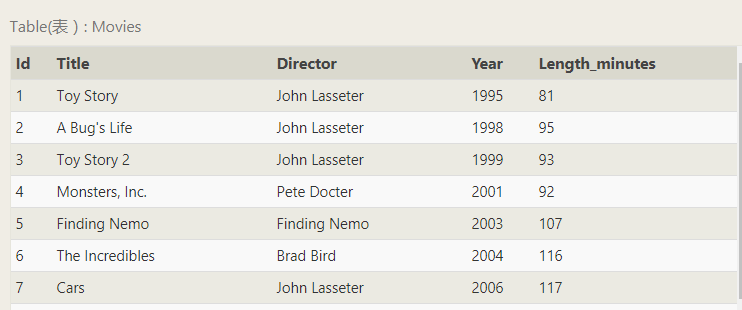 Table(表) : Movies
Id Title Director Year Length_minutes
1 Toy Story John Lasseter 1995 81
2 A Bug's Life John Lasseter 1998 95
3 Toy Story 2 John Lasseter 1999 93
4 Monsters, Inc. Pete Docter 2001 92
5 Finding Nemo Finding Nemo 2003 107
6 The Incredibles Brad Bird 2004 116
7 Cars John Lasseter 2006 117